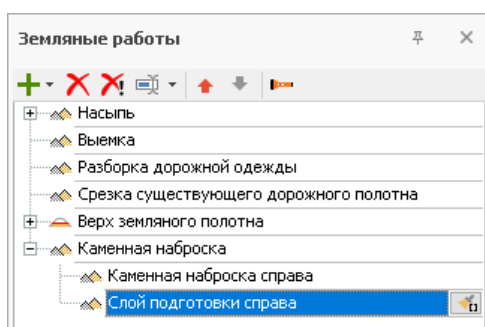 Земляные работы
Насыпь
Выемка
Разборка дорожной одежды
Срезка существующего дорожного полотна
Верх земляного полотна
Каменная наброска
Каменная наброска справа
Слой подготовки справа